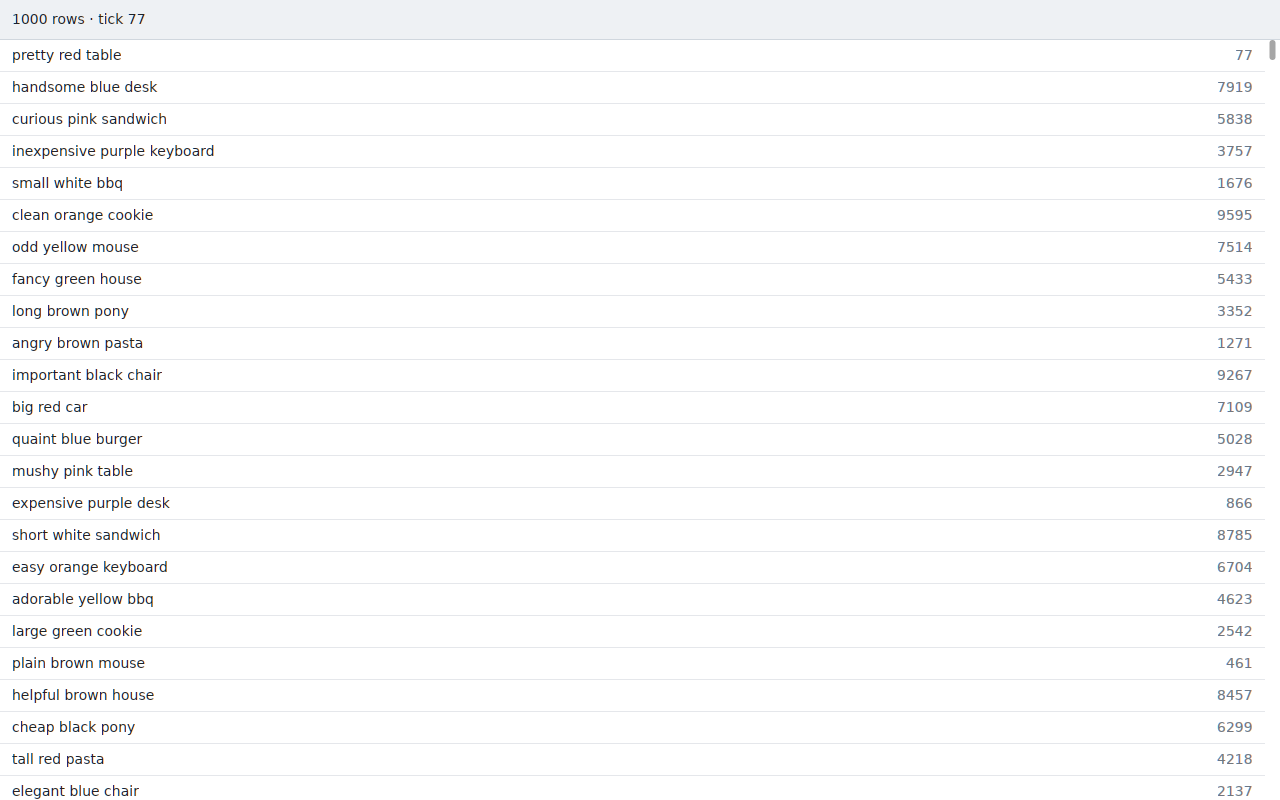 1000 rows · tick 77
pretty red table 77
handsome blue desk 7919
curious pink sandwich 5838
inexpensive purple keyboard 3757
small white bbq 1676
clean orange cookie 9595
odd yellow mouse 7514
fancy green house 5433
long brown pony 3352
angry brown pasta 1271
important black chair 9267
big red car 7109
quaint blue burger 5028
mushy pink table 2947
expensive purple desk 866
short white sandwich 8785
easy orange keyboard 6704
adorable yellow bbq 4623
large green cookie 2542
plain brown mouse 461
helpful brown house 8457
cheap black pony 6299
tall red pasta 4218
elegant blue chair 2137